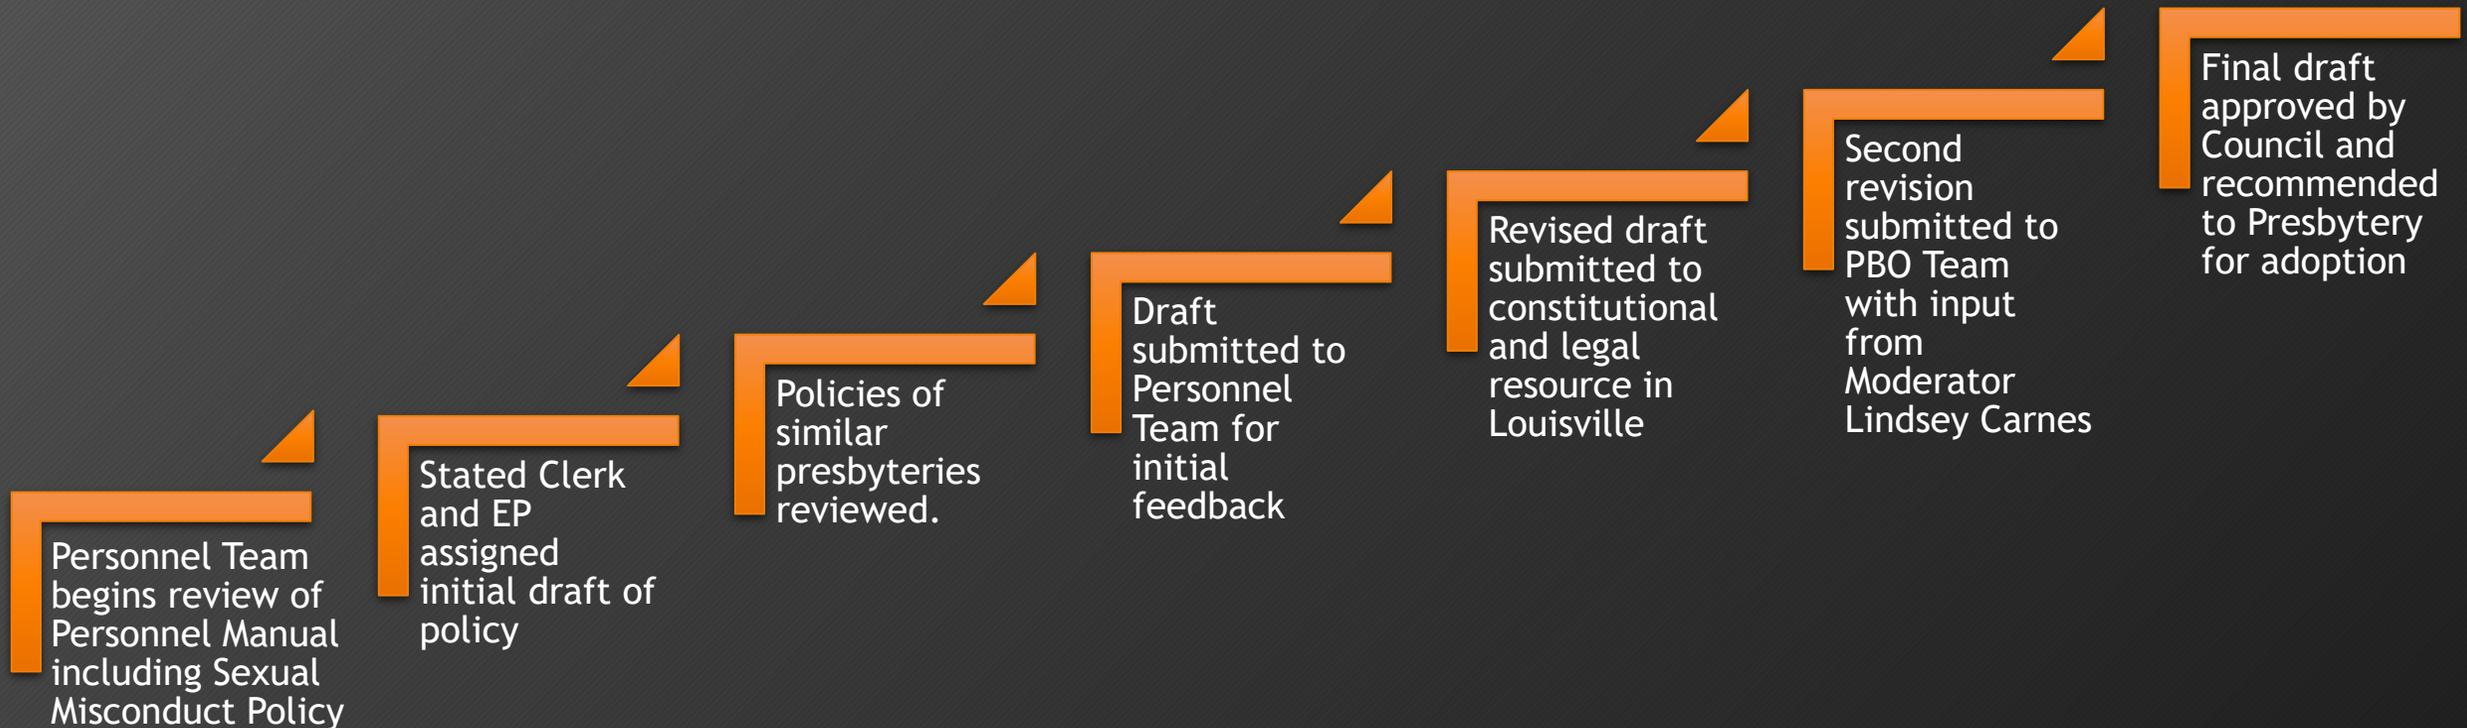 Personnel Team
begins review of
Personnel Manual
including Sexual
Misconduct Policy
Stated Clerk
and EP
assigned
initial draft of
policy
Policies of
similar
presbyteries
reviewed.
Draft
submitted to
Personnel
Team for
initial
feedback
Revised draft
submitted to
constitutional
and legal
resource in
Louisville
Second
revision
submitted to
PBO Team
with input
from
Moderator
Lindsey Carnes
Final draft
approved by
Council and
recommended
to Presbytery
for adoption